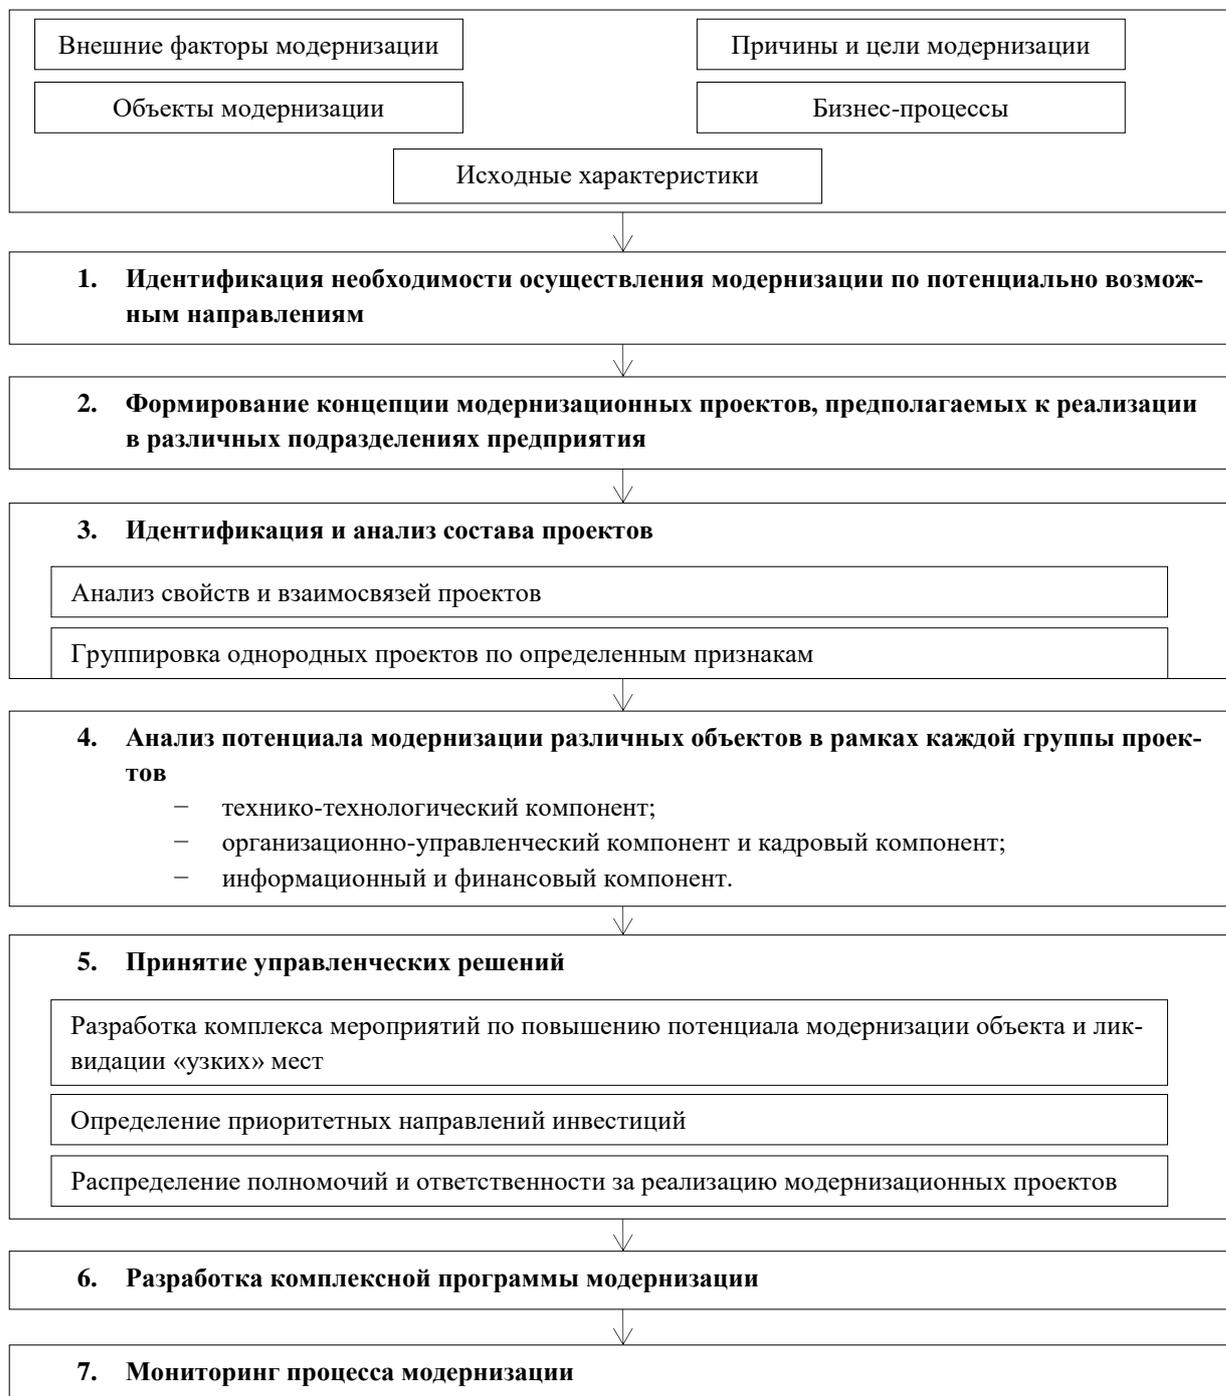 Внешние факторы модернизации
Причины и цели модернизации
Объекты модернизации
Бизнес-процессы
Исходные характеристики
1. Идентификация необходимости осуществления модернизации по потенциально возмож-
ным направлениям
2. Формирование концепции модернизационных проектов, предполагаемых к реализации
в различных подразделениях предприятия
3. Идентификация и анализ состава проектов
Анализ свойств и взаимосвязей проектов
Группировка однородных проектов по определенным признакам
4. Анализ потенциала модернизации различных объектов в рамках каждой группы проек-
тов
− технико-технологический компонент;
− организационно-управленческий компонент и кадровый компонент;
− информационный и финансовый компонент.
5. Принятие управленческих решений
Разработка комплекса мероприятий по повышению потенциала модернизации объекта и лик-
видации «узких» мест
Определение приоритетных направлений инвестиций
Распределение полномочий и ответственности за реализацию модернизационных проектов
6. Разработка комплексной программы модернизации
7. Мониторинг процесса модернизации